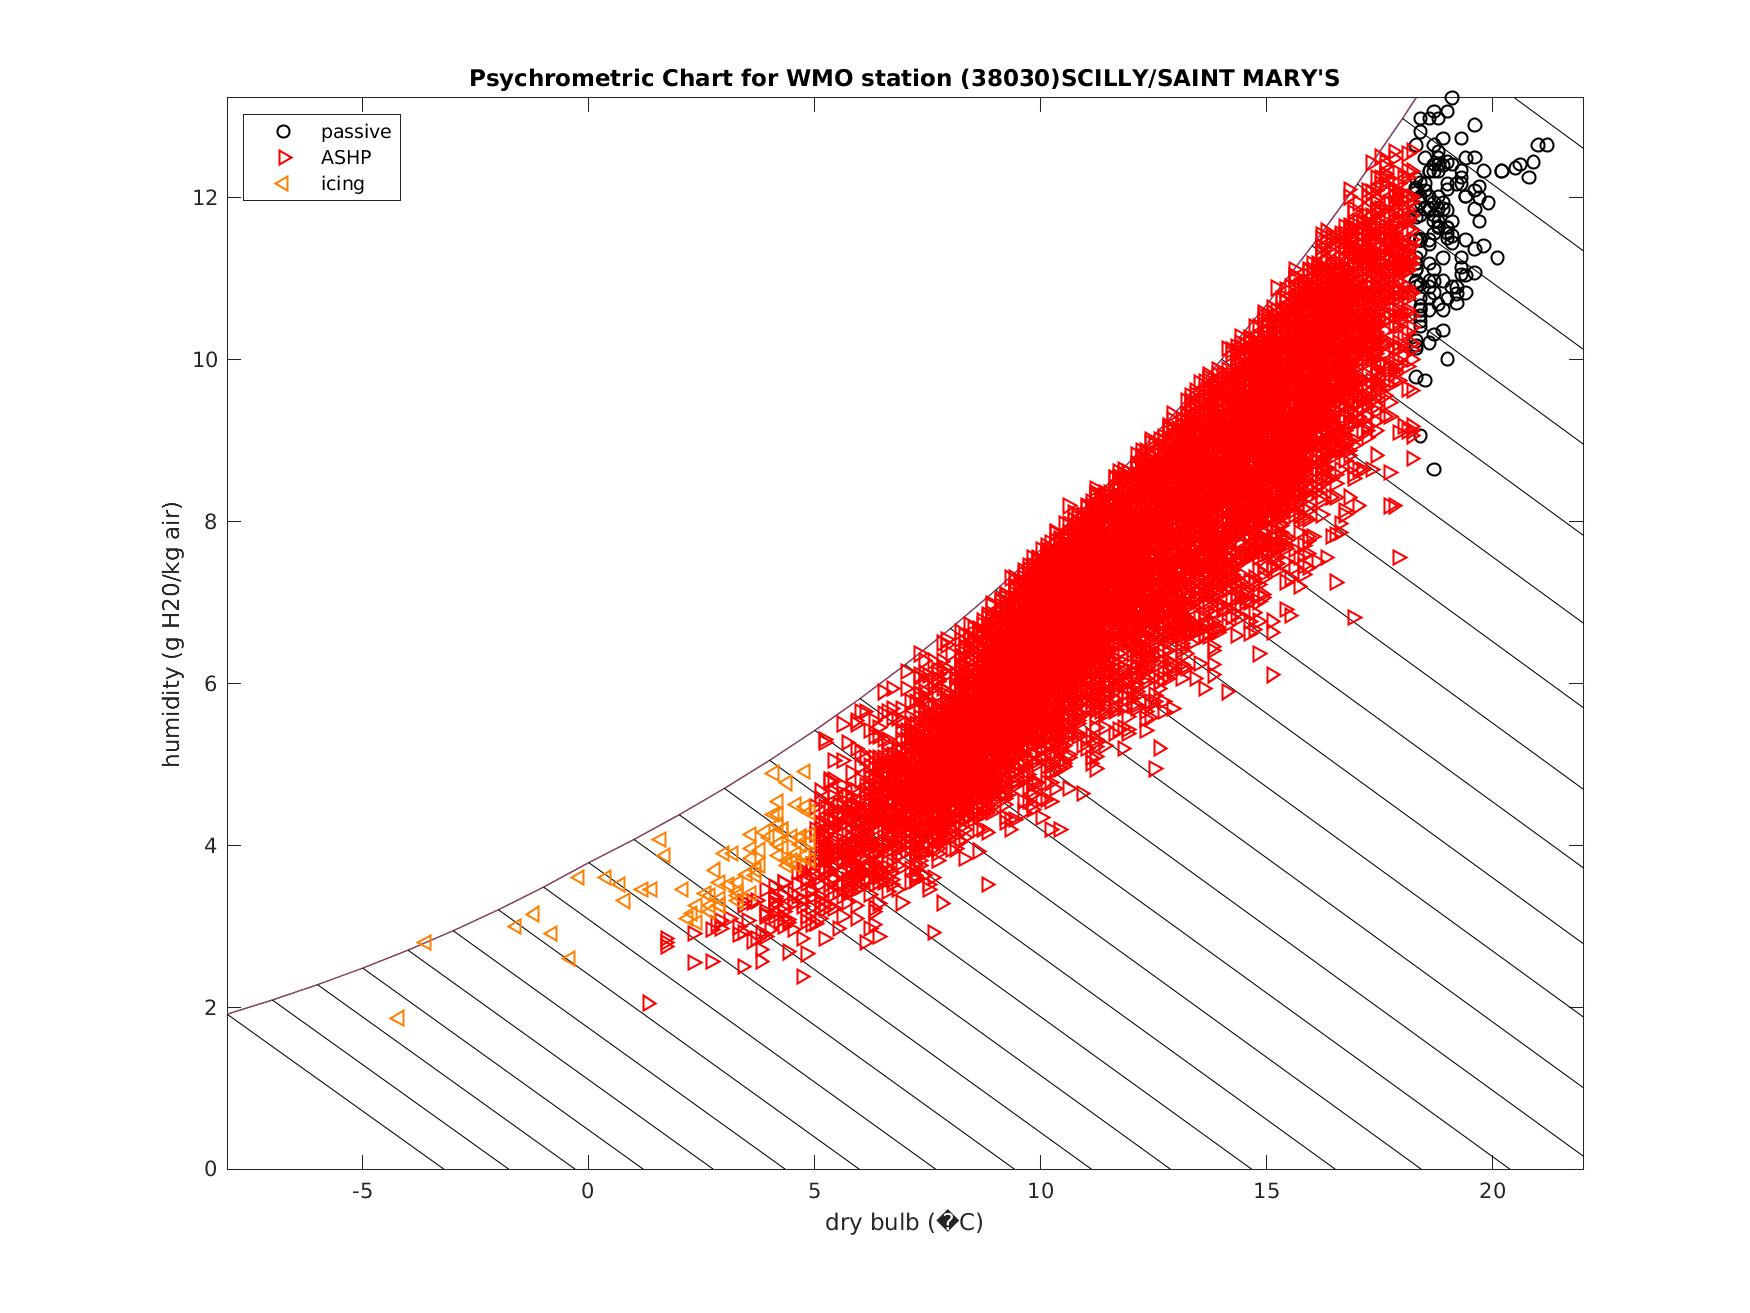 Psychrometric Chart for WMO station (38030)SCILLY/SAINT MARY'S
passive
ASHP
icing
humidity (g H20/kg air)
12
10
8
6
4
2
0
-5 0 5 10 15 20
dry bulb (�C)